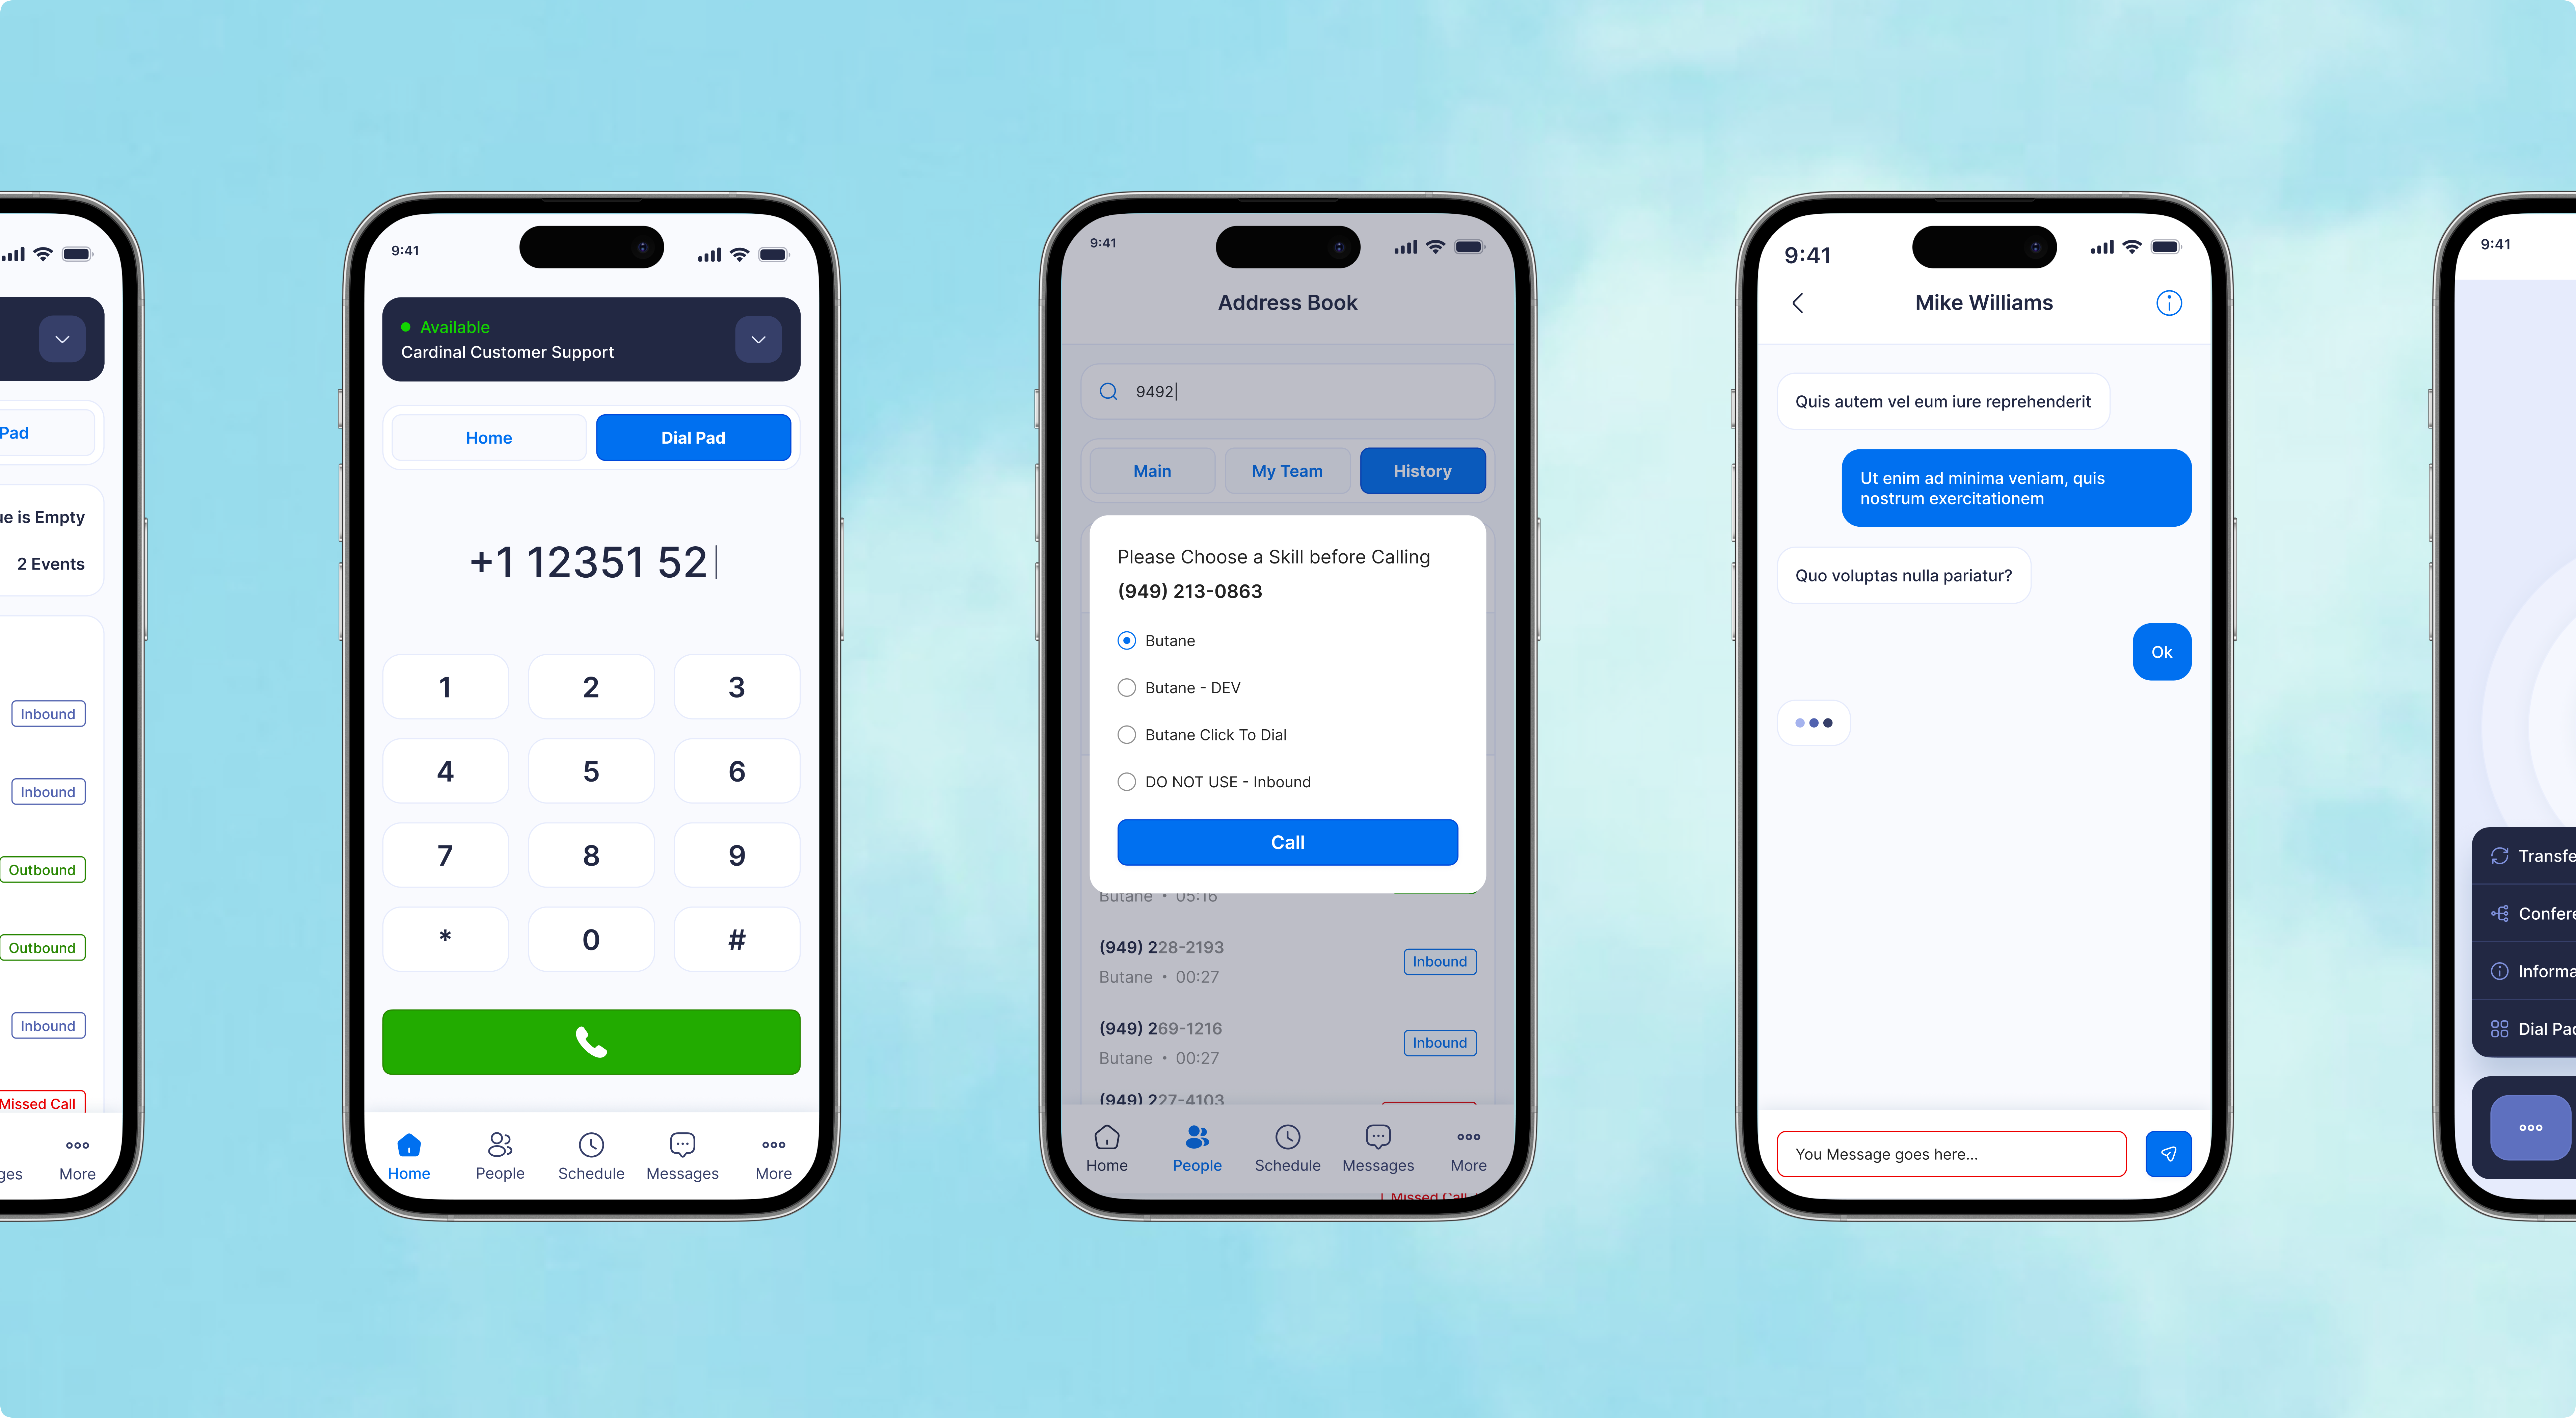 Pad
is Empty
2 Events
Inbound
Inbound
Outbound
Outbound
Inbound
Missed Call
More
9:41
Available
Cardinal Customer Support
Home
Dial Pad
+1 12351 52
1
2
3
4
5
6
7
8
9
*
0
#
Home
People
Schedule
Messages
More
9:41
Address Book
9492
Main
My Team
History
Please Choose a Skill before Calling
(949) 213-0863
Butane
Butane - DEV
Butane Click To Dial
DO NOT USE - Inbound
Call
Butane • 05:16
(949) 228-2193
Butane • 00:27
Inbound
(949) 269-1216
Butane • 00:27
Inbound
(949) 227-4103
Home
People
Schedule
Messages
More
Missed Call
9:41
Mike Williams
Quis autem vel eum iure reprehenderit
Ut enim ad minima veniam, quis
nostrum exercitationem
Quo voluptas nulla pariatur?
Ok
You Message goes here...
9:41
Transfe
Confere
Informa
Dial Pad